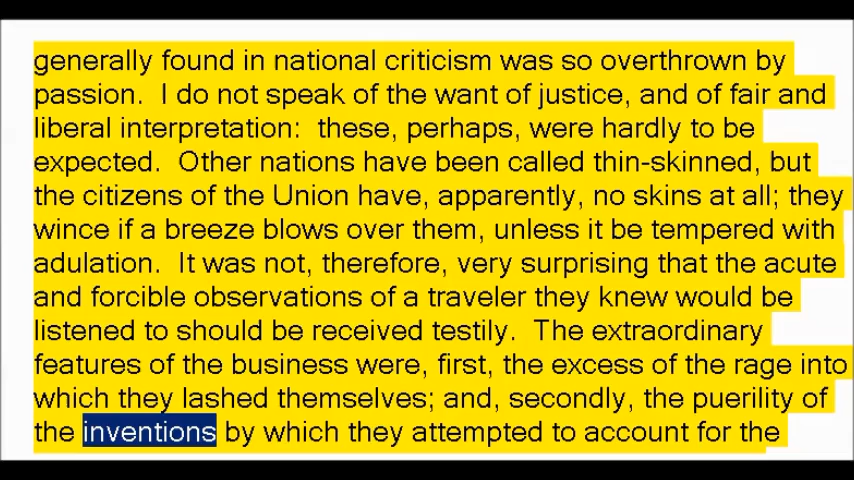 generally found in national criticism was so overthrown by
passion.  I do not speak of the want of justice, and of fair and
liberal interpretation:  these, perhaps, were hardly to be
expected.  Other nations have been called thin-skinned, but
the citizens of the Union have, apparently, no skins at all; they
wince if a breeze blows over them, unless it be tempered with
adulation.  It was not, therefore, very surprising that the acute
and forcible observations of a traveler they knew would be
listened to should be received testily.  The extraordinary
features of the business were, first, the excess of the rage into
which they lashed themselves; and, secondly, the puerility of
the inventions by which they attempted to account for the